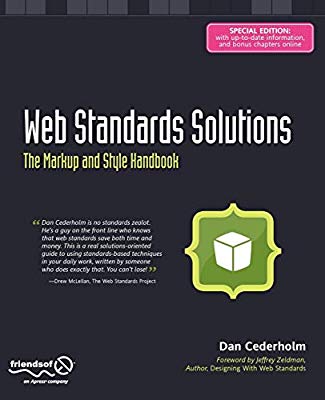 SPECIAL EDITION:
with up-to-date information,
and bonus chapters online
Web Standards Solutions
The Markup and Style Handbook
“ Dan Cederholm is no standards zealot.
He's a guy on the front line who knows
that web standards save both time and
money. This is a real solutions-oriented
guide to using standards-based techniques
in your daily work, written by someone
who does exactly that. You can't lose! ”
—Drew McLellan, The Web Standards Project
Dan Cederholm
Foreword by Jeffrey Zeldman,
Author, Designing With Web Standards
friendsof
an Apress company